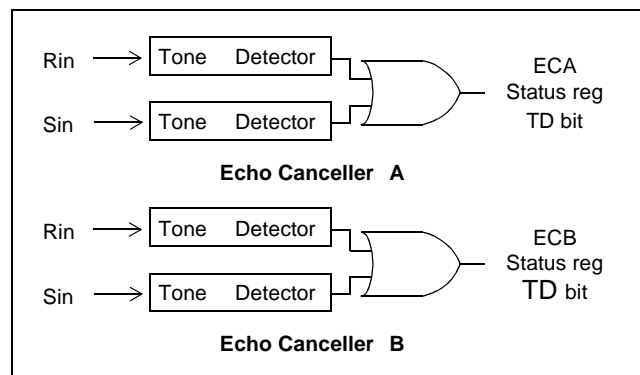 Rin
Tone Detector
ECA
Status reg
TD bit
Sin
Tone Detector
Echo Canceller A
Rin
Tone Detector
ECB
Status reg
TD bit
Sin
Tone Detector
Echo Canceller B